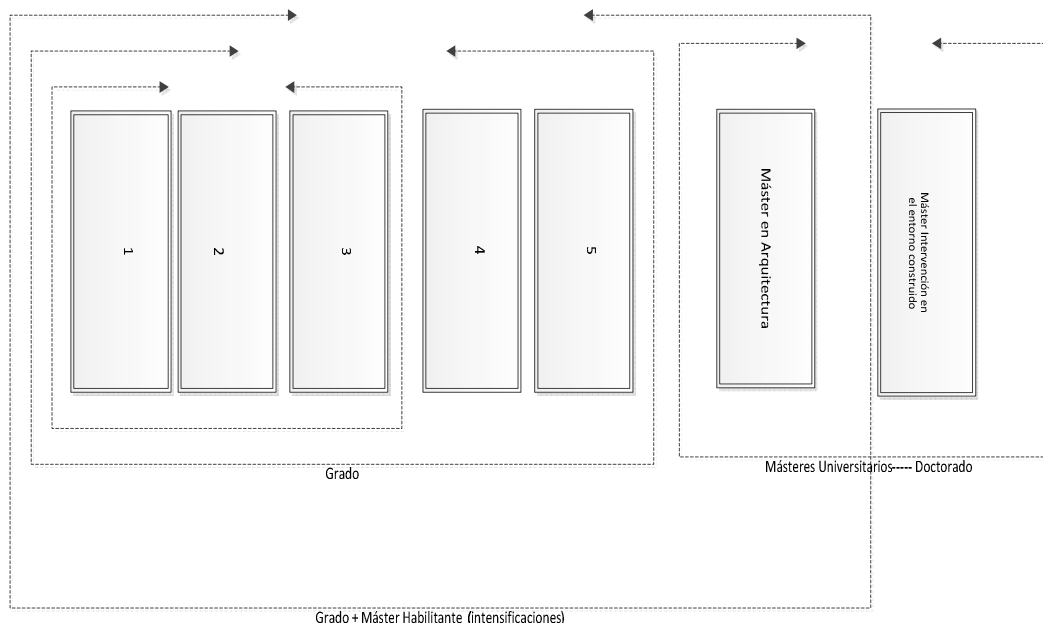 1
2
3
4
5
Máster en Arquitectura
Máster Intervención en
el entorno construido
Grado
Másteres Universitarios----- Doctorado
Grado + Máster Habilitante (intensificaciones)